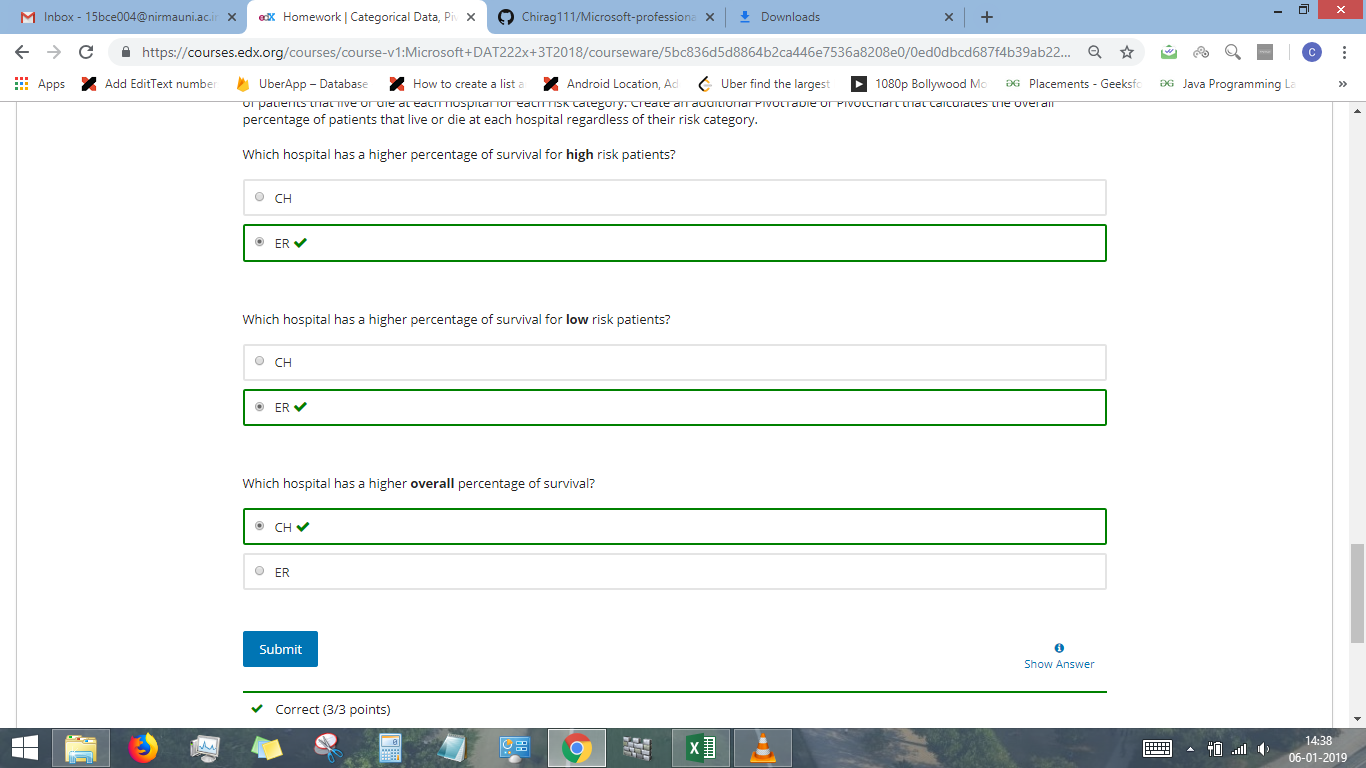 Inbox - 15bce004@nirmauni.ac.in
edX Homework | Categorical Data, Pi
Chirag111/Microsoft-professiona
Downloads
https://courses.edx.org/courses/course-v1:Microsoft+DAT222x+3T2018/courseware/5bc836d5d8864b2ca446e7536a8208e0/0ed0dbcd687f4b39ab22...
C
Apps
Add EditText number
UberApp – Database
How to create a list a
Android Location, Ad
Uber find the largest
1080p Bollywood Mo
Placements - Geeksfo
Java Programming La
»
of patients that live or die at each hospital for each risk category. Create an additional PivotTable or PivotChart that calculates the overall
percentage of patients that live or die at each hospital regardless of their risk category.
Which hospital has a higher percentage of survival for high risk patients?
CH
ER
Which hospital has a higher percentage of survival for low risk patients?
CH
ER
Which hospital has a higher overall percentage of survival?
CH
ER
Submit
Show Answer
Correct (3/3 points)
14:38
06-01-2019